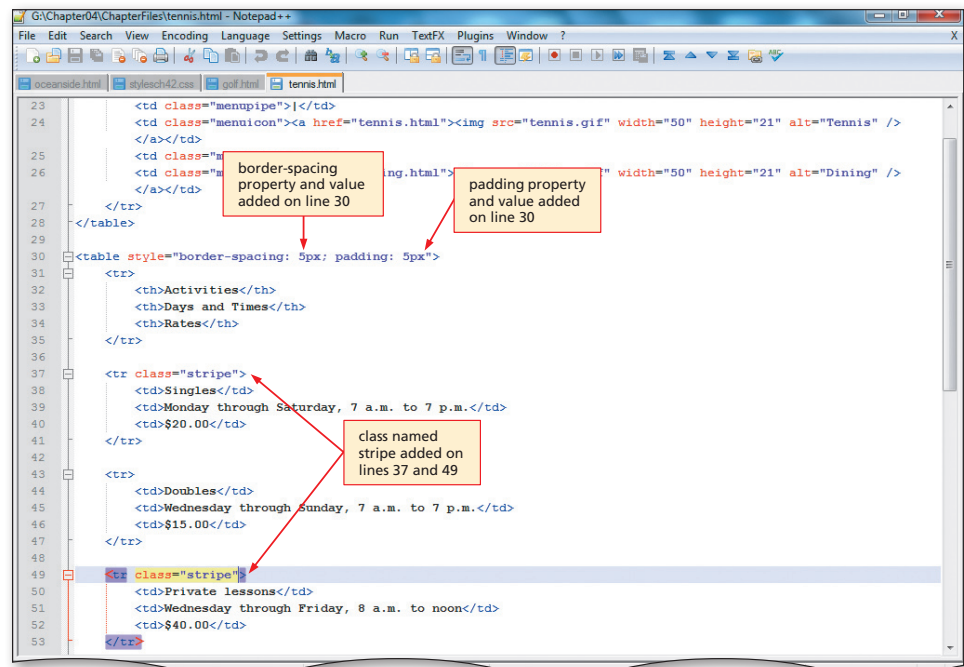 G:\Chapter04\ChapterFiles\tennis.html - Notepad++
File Edit Search View Encoding Language Settings Macro Run TextFX Plugins Window ? X
oceanside.html stylesch42.css golf.html tennis.html
23 <td class="menupipe">|</td>
24 <td class="menuicon"><a href="tennis.html"><img src="tennis.gif" width="50" height="21" alt="Tennis" />
</a></td>
25 <td class="m
26 <td class="m ing.html"> f" width="50" height="21" alt="Dining" />
</a></td>
border-spacing
property and value
added on line 30
padding property
and value added
on line 30
27 </tr>
28 </table>
29
30 <table style="border-spacing: 5px; padding: 5px">
31 <tr>
32 <th>Activities</th>
33 <th>Days and Times</th>
34 <th>Rates</th>
35 </tr>
36
37 <tr class="stripe">
38 <td>Singles</td>
39 <td>Monday through Saturday, 7 a.m. to 7 p.m.</td>
40 <td>$20.00</td>
41 </tr>
42
class named
stripe added on
lines 37 and 49
43 <tr>
44 <td>Doubles</td>
45 <td>Wednesday through Sunday, 7 a.m. to 7 p.m.</td>
46 <td>$15.00</td>
47 </tr>
48
49 <tr class="stripe">
50 <td>Private lessons</td>
51 <td>Wednesday through Friday, 8 a.m. to noon</td>
52 <td>$40.00</td>
53 </tr>